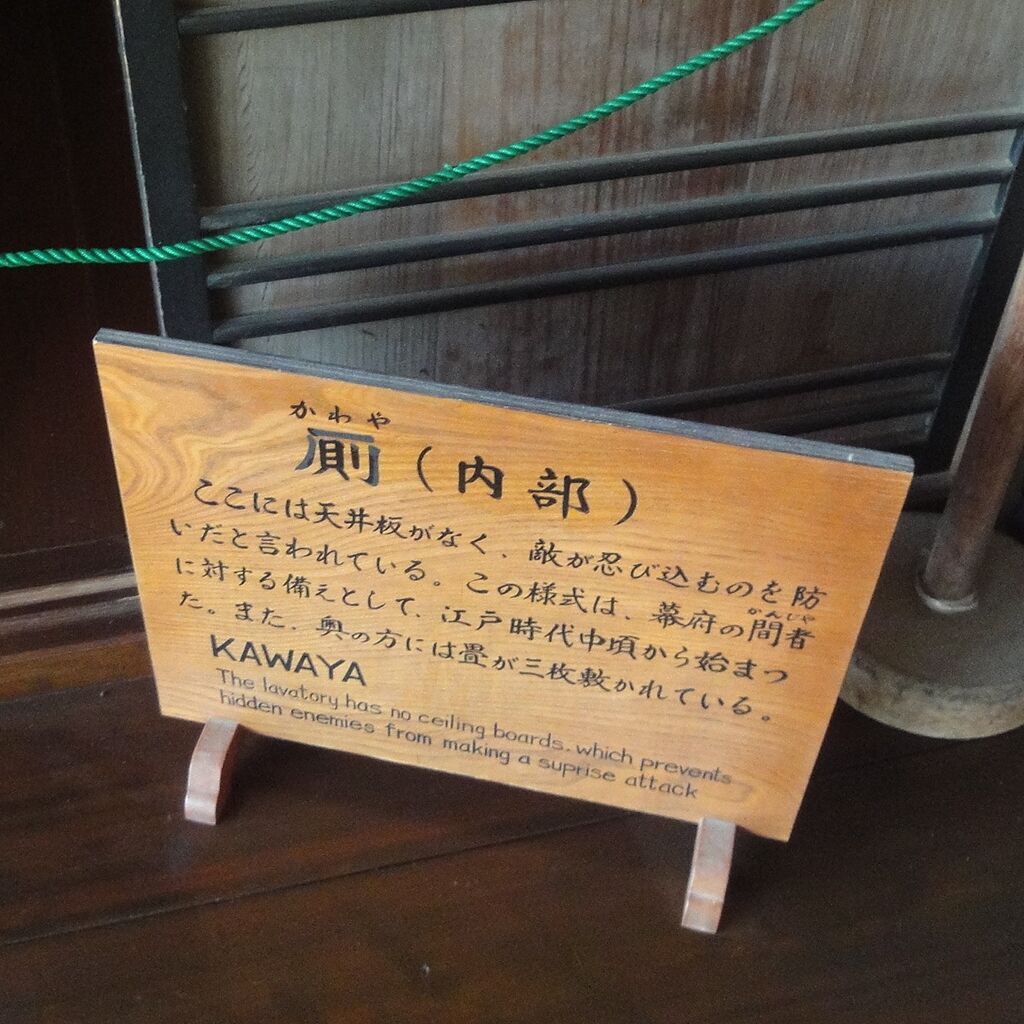 かわや
厠（内部）
ここには天井板がなく、敵が忍び込むのを防
いだと言われている。この様式は、幕府の間者
かんじゃ
に対する備えとして、江戸時代中頃から始まつ
た。また、奥の方には畳が三枚敷かれている。
KAWAYA
The lavatory has no ceiling boards. which prevents
hidden enemies from making a suprise attack